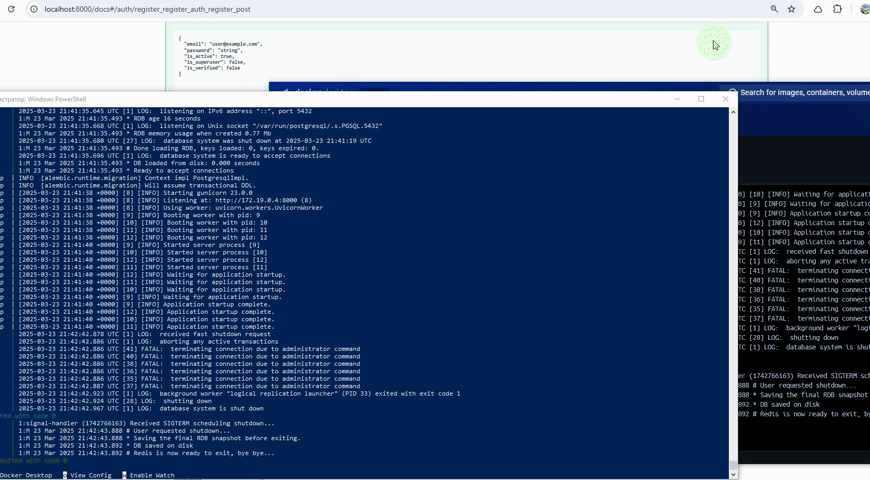 localhost:8000/docs#/auth/register_register_auth_register_post
{
"email": "user@example.com",
"password": "string",
"is_active": true,
"is_superuser": false,
"is_verified": false
}
Search for images, containers, volume
Windows PowerShell
2025-03-23 21:41:35.645 UTC [1] LOG:  listening on IPv6 address "::", port 5432
1:M 23 Mar 2025 21:41:35.493 * RDB age 16 seconds
2025-03-23 21:41:35.668 UTC [1] LOG:  listening on Unix socket "/var/run/postgresql/.s.PGSQL.5432"
1:M 23 Mar 2025 21:41:35.493 * RDB memory usage when created 0.77 Mb
2025-03-23 21:41:35.680 UTC [27] LOG:  database system was shut down at 2025-03-23 21:41:19 UTC
1:M 23 Mar 2025 21:41:35.493 # Done loading RDB, keys loaded: 0, keys expired: 0.
2025-03-23 21:41:35.696 UTC [1] LOG:  database system is ready to accept connections
1:M 23 Mar 2025 21:41:35.493 * DB loaded from disk: 0.000 seconds
1:M 23 Mar 2025 21:41:35.493 * Ready to accept connections
p | INFO  [alembic.runtime.migration] Context impl PostgresqlImpl.
p | INFO  [alembic.runtime.migration] Will assume transactional DDL.
p | [2025-03-23 21:41:38 +0000] [8] [INFO] Starting gunicorn 23.0.0
p | [2025-03-23 21:41:38 +0000] [8] [INFO] Listening at: http://172.19.0.4:8000 (8)
p | [2025-03-23 21:41:38 +0000] [8] [INFO] Using worker: uvicorn.workers.UvicornWorker
p | [2025-03-23 21:41:38 +0000] [9] [INFO] Booting worker with pid: 9
p | [2025-03-23 21:41:38 +0000] [10] [INFO] Booting worker with pid: 10
p | [2025-03-23 21:41:38 +0000] [11] [INFO] Booting worker with pid: 11
p | [2025-03-23 21:41:38 +0000] [12] [INFO] Booting worker with pid: 12
p | [2025-03-23 21:41:40 +0000] [9] [INFO] Started server process [9]
p | [2025-03-23 21:41:40 +0000] [10] [INFO] Started server process [10]
p | [2025-03-23 21:41:40 +0000] [12] [INFO] Started server process [12]
p | [2025-03-23 21:41:40 +0000] [11] [INFO] Started server process [11]
p | [2025-03-23 21:41:40 +0000] [12] [INFO] Waiting for application startup.
p | [2025-03-23 21:41:40 +0000] [11] [INFO] Waiting for application startup.
p | [2025-03-23 21:41:40 +0000] [10] [INFO] Waiting for application startup.
p | [2025-03-23 21:41:40 +0000] [9] [INFO] Waiting for application startup.
p | [2025-03-23 21:41:40 +0000] [9] [INFO] Application startup complete.
p | [2025-03-23 21:41:40 +0000] [12] [INFO] Application startup complete.
p | [2025-03-23 21:41:40 +0000] [10] [INFO] Application startup complete.
p | [2025-03-23 21:41:40 +0000] [11] [INFO] Application startup complete.
2025-03-23 21:42:42.878 UTC [1] LOG:  received fast shutdown request
2025-03-23 21:42:42.886 UTC [1] LOG:  aborting any active transactions
2025-03-23 21:42:42.886 UTC [41] FATAL:  terminating connection due to administrator command
2025-03-23 21:42:42.886 UTC [40] FATAL:  terminating connection due to administrator command
2025-03-23 21:42:42.886 UTC [38] FATAL:  terminating connection due to administrator command
2025-03-23 21:42:42.886 UTC [36] FATAL:  terminating connection due to administrator command
2025-03-23 21:42:42.886 UTC [35] FATAL:  terminating connection due to administrator command
2025-03-23 21:42:42.887 UTC [37] FATAL:  terminating connection due to administrator command
2025-03-23 21:42:42.923 UTC [1] LOG:  background worker "logical replication launcher" (PID 33) exited with exit code 1
2025-03-23 21:42:42.924 UTC [28] LOG:  shutting down
2025-03-23 21:42:42.967 UTC [1] LOG:  database system is shut down
ted with code 0
1:signal-handler (1742766163) Received SIGTERM scheduling shutdown...
1:M 23 Mar 2025 21:42:43.888 # User requested shutdown...
1:M 23 Mar 2025 21:42:43.888 * Saving the final RDB snapshot before exiting.
1:M 23 Mar 2025 21:42:43.892 * DB saved on disk
1:M 23 Mar 2025 21:42:43.892 # Redis is now ready to exit, bye bye...
exited with code 0
Docker Desktop   View Config   w Enable Watch
0] [10] [INFO] Waiting for applicati
0] [9] [INFO] Waiting for applicatio
0] [9] [INFO] Application startup co
0] [12] [INFO] Application startup c
0] [10] [INFO] Application startup c
0] [11] [INFO] Application startup c
TC [1] LOG:  received fast shutdown
TC [1] LOG:  aborting any active tra
TC [41] FATAL:  terminating connecti
TC [40] FATAL:  terminating connecti
TC [38] FATAL:  terminating connecti
TC [36] FATAL:  terminating connecti
TC [35] FATAL:  terminating connecti
TC [37] FATAL:  terminating connecti
TC [1] LOG:  background worker "logi
TC [28] LOG:  shutting down
TC [1] LOG:  database system is shut
er (1742766163) Received SIGTERM sch
888 # User requested shutdown...
888 * Saving the final RDB snapshot
892 * DB saved on disk
892 # Redis is now ready to exit, by